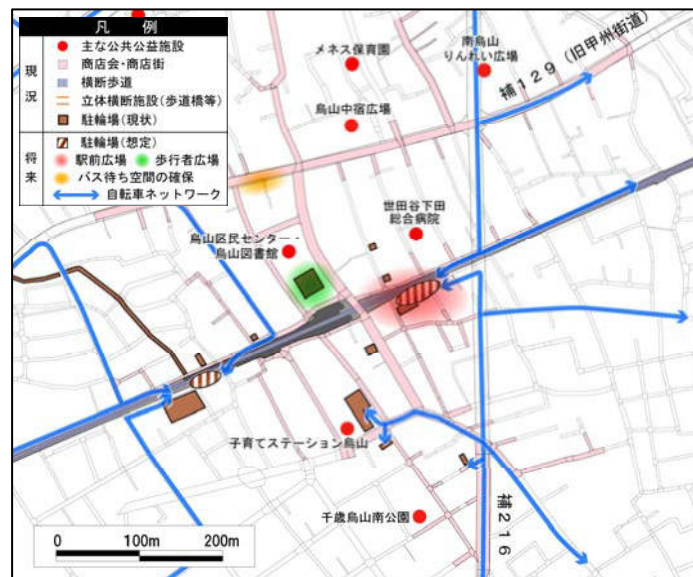 凡 例
現況
主な公共公益施設
商店会・商店街
横断歩道
立体横断施設(歩道橋等)
駐輪場(現状)
将来
駐輪場(想定)
駅前広場 歩行者広場
バス待ち空間の確保
自転車ネットワーク
メネス保育園
南烏山
りんれい広場
補129(旧甲州街道)
烏山中宿広場
世田谷下田
総合病院
烏山区民センター・
烏山図書館
子育てステーション烏山
千歳烏山南公園
補216
0 100m 200m